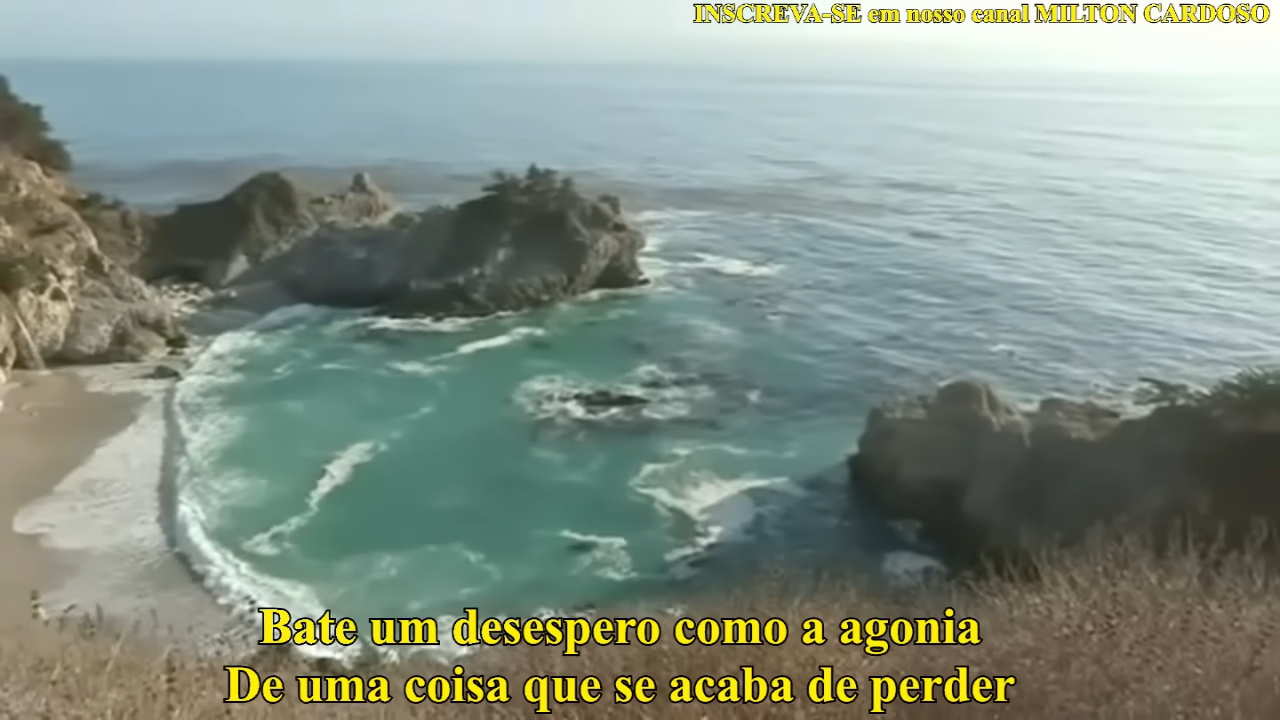 INSCREVA-SE em nosso canal MILTON CARDOSO
Bate um desespero como a agonia
De uma coisa que se acaba de perder